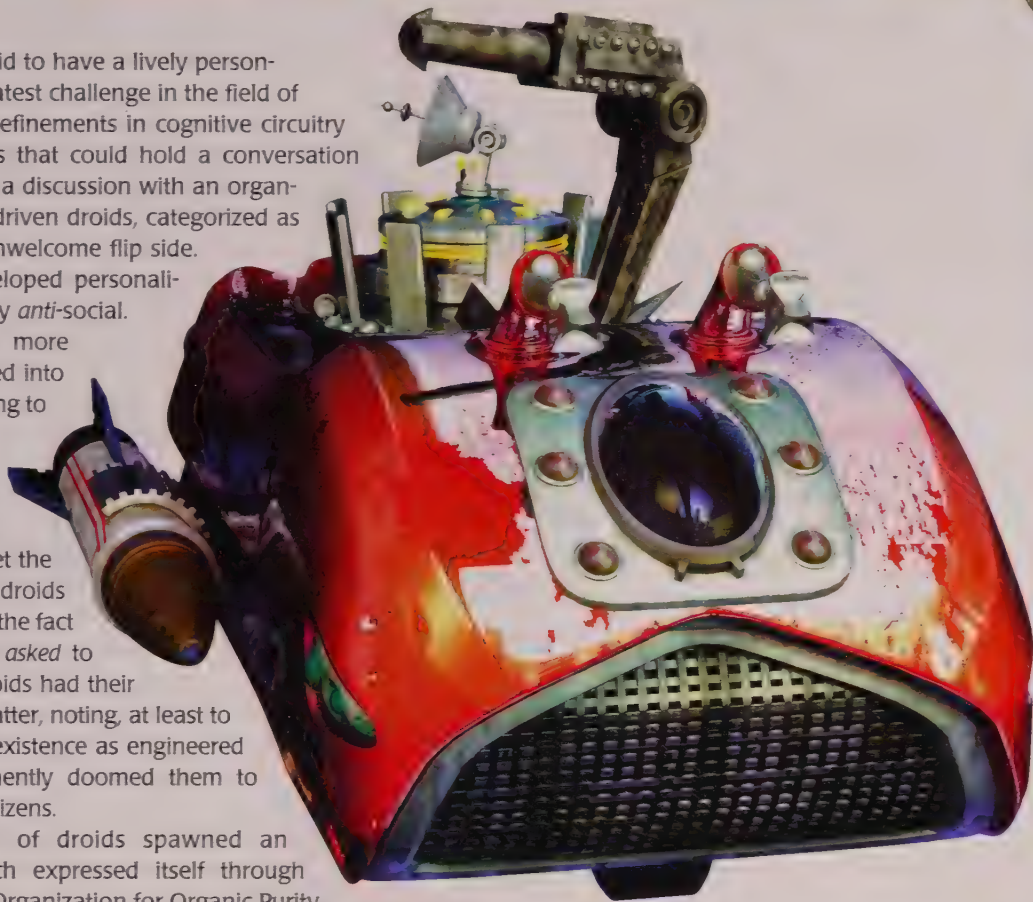 id to have a lively person-
atest challenge in the field of
efinements in cognitive circuitry
s that could hold a conversation
a discussion with an organ-
driven droids, categorized as
nwelcome flip side.
eloped personali-
y anti-social.
more
ed into
ng to
et the
droids
the fact
asked to
oids had their
atter, noting, at least to
existence as engineered
nently doomed them to
izens.
of droids spawned an
th expressed itself through
Organization for Organic Purity